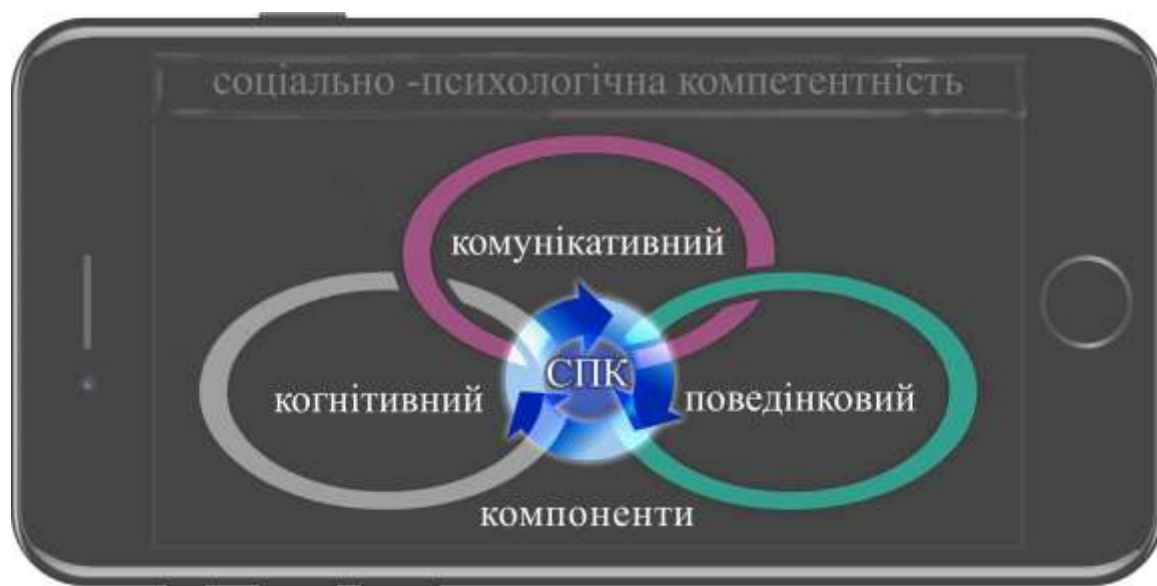 соціально -психологічна компетентність
комунікативний
СПК
когнітивний
поведінковий
компоненти